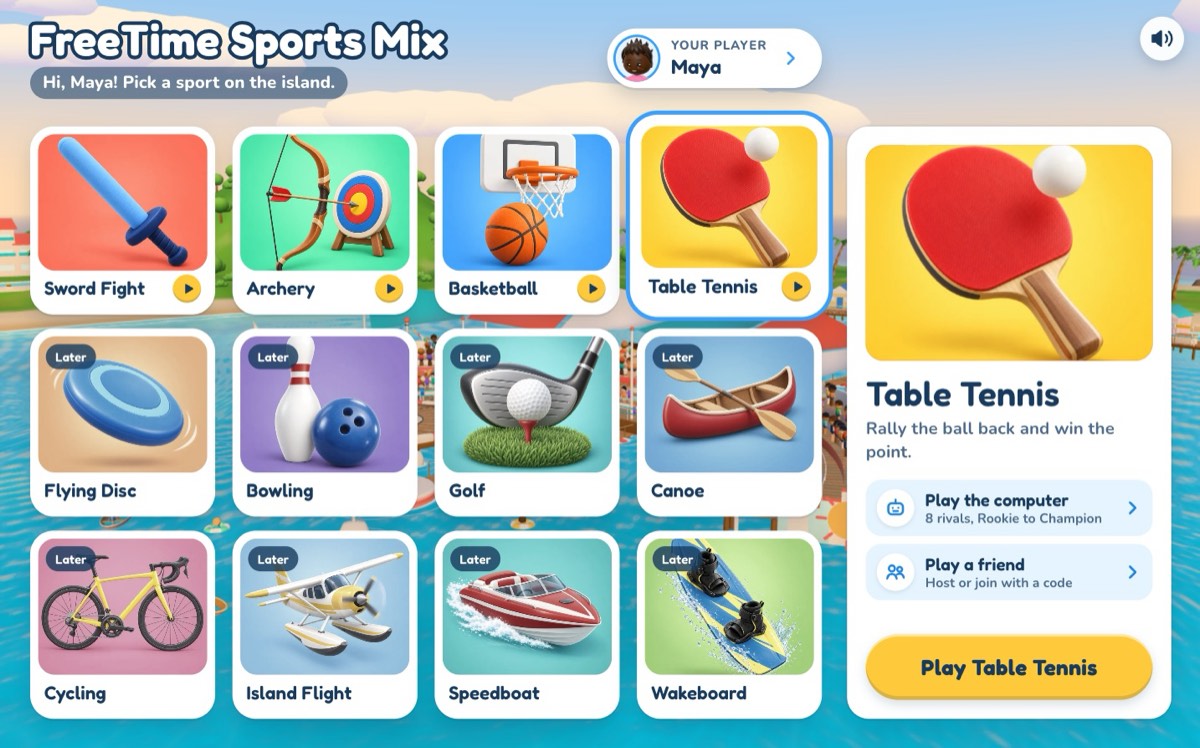 FreeTime Sports Mix
Hi, Maya! Pick a sport on the island.
YOUR PLAYER
Maya
Sword Fight
Archery
Basketball
Table Tennis
Later
Flying Disc
Later
Bowling
Later
Golf
Later
Canoe
Later
Cycling
Later
Island Flight
Later
Speedboat
Later
Wakeboard
Table Tennis
Rally the ball back and win the
point.
Play the computer
8 rivals, Rookie to Champion
Play a friend
Host or join with a code
Play Table Tennis